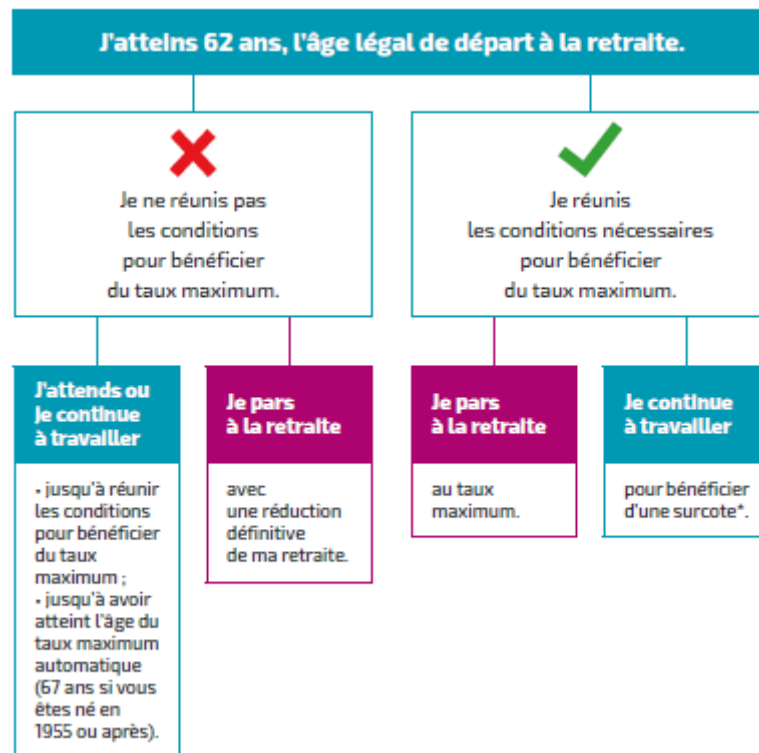 J'atteins 62 ans, l'âge légal de départ à la retraite.
Je ne réunis pas
les conditions
pour bénéficier
du taux maximum.
Je réunis
les conditions nécessaires
pour bénéficier
du taux maximum.
J'attends ou
je continue
à travailler
• jusqu'à réunir
les conditions
pour bénéficier
du taux
maximum ;
• jusqu'à avoir
atteint l'âge du
taux maximum
automatique
(67 ans si vous
êtes né en
1955 ou après).
Je pars
à la retraite
avec
une réduction
définitive
de ma retraite.
Je pars
à la retraite
au taux
maximum.
Je continue
à travailler
pour bénéficier
d'une surcote*.